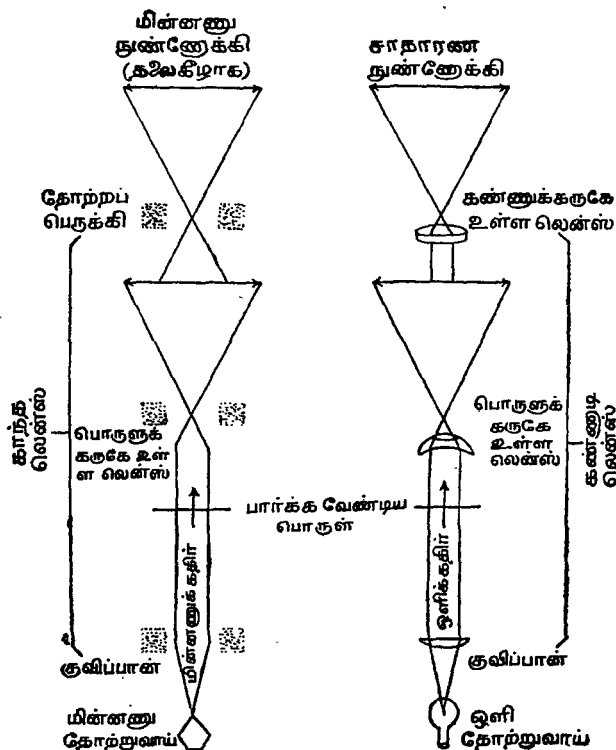 மின்னணு
நுண்ணோக்கி
(தலைகீழாக)
சாதாரண
நுண்ணோக்கி
தோற்றப்
பெருக்கி
கண்ணுக்கருகே
உள்ள லென்ஸ்
காந்த
லென்ஸ்
பொருளுக்
கருகே உள்
ள லென்ஸ்
பொருளுக்
கருகே
உள்ள
லென்ஸ்
கண்ணாடி
லென்ஸ்
பார்க்க வேண்டிய
பொருள்
மின்னணுக்கதிர்
ஒளிக்கதிர்
குவிப்பான்
குவிப்பான்
மின்னணு
தோற்றுவாய்
ஒளி
தோற்றுவாய்